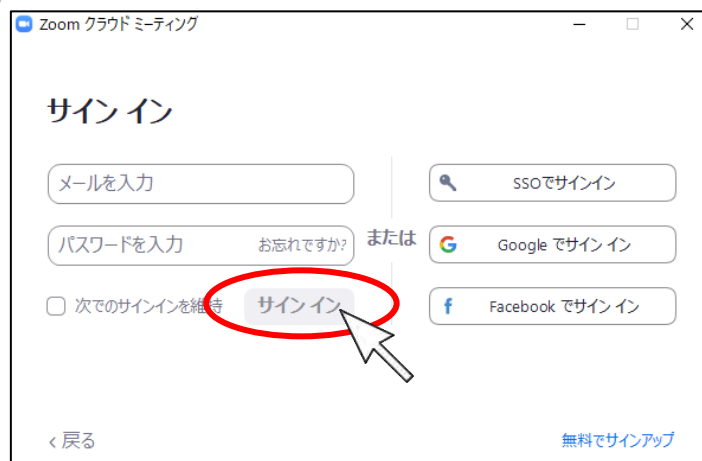 Zoom クラウド ミーティング
サイン イン
メールを入力
パスワードを入力 お忘れですか?
次でのサインインを維持 サイン イン
または
SSOでサインイン
Google でサイン イン
Facebook でサイン イン
< 戻る
無料でサインアップ